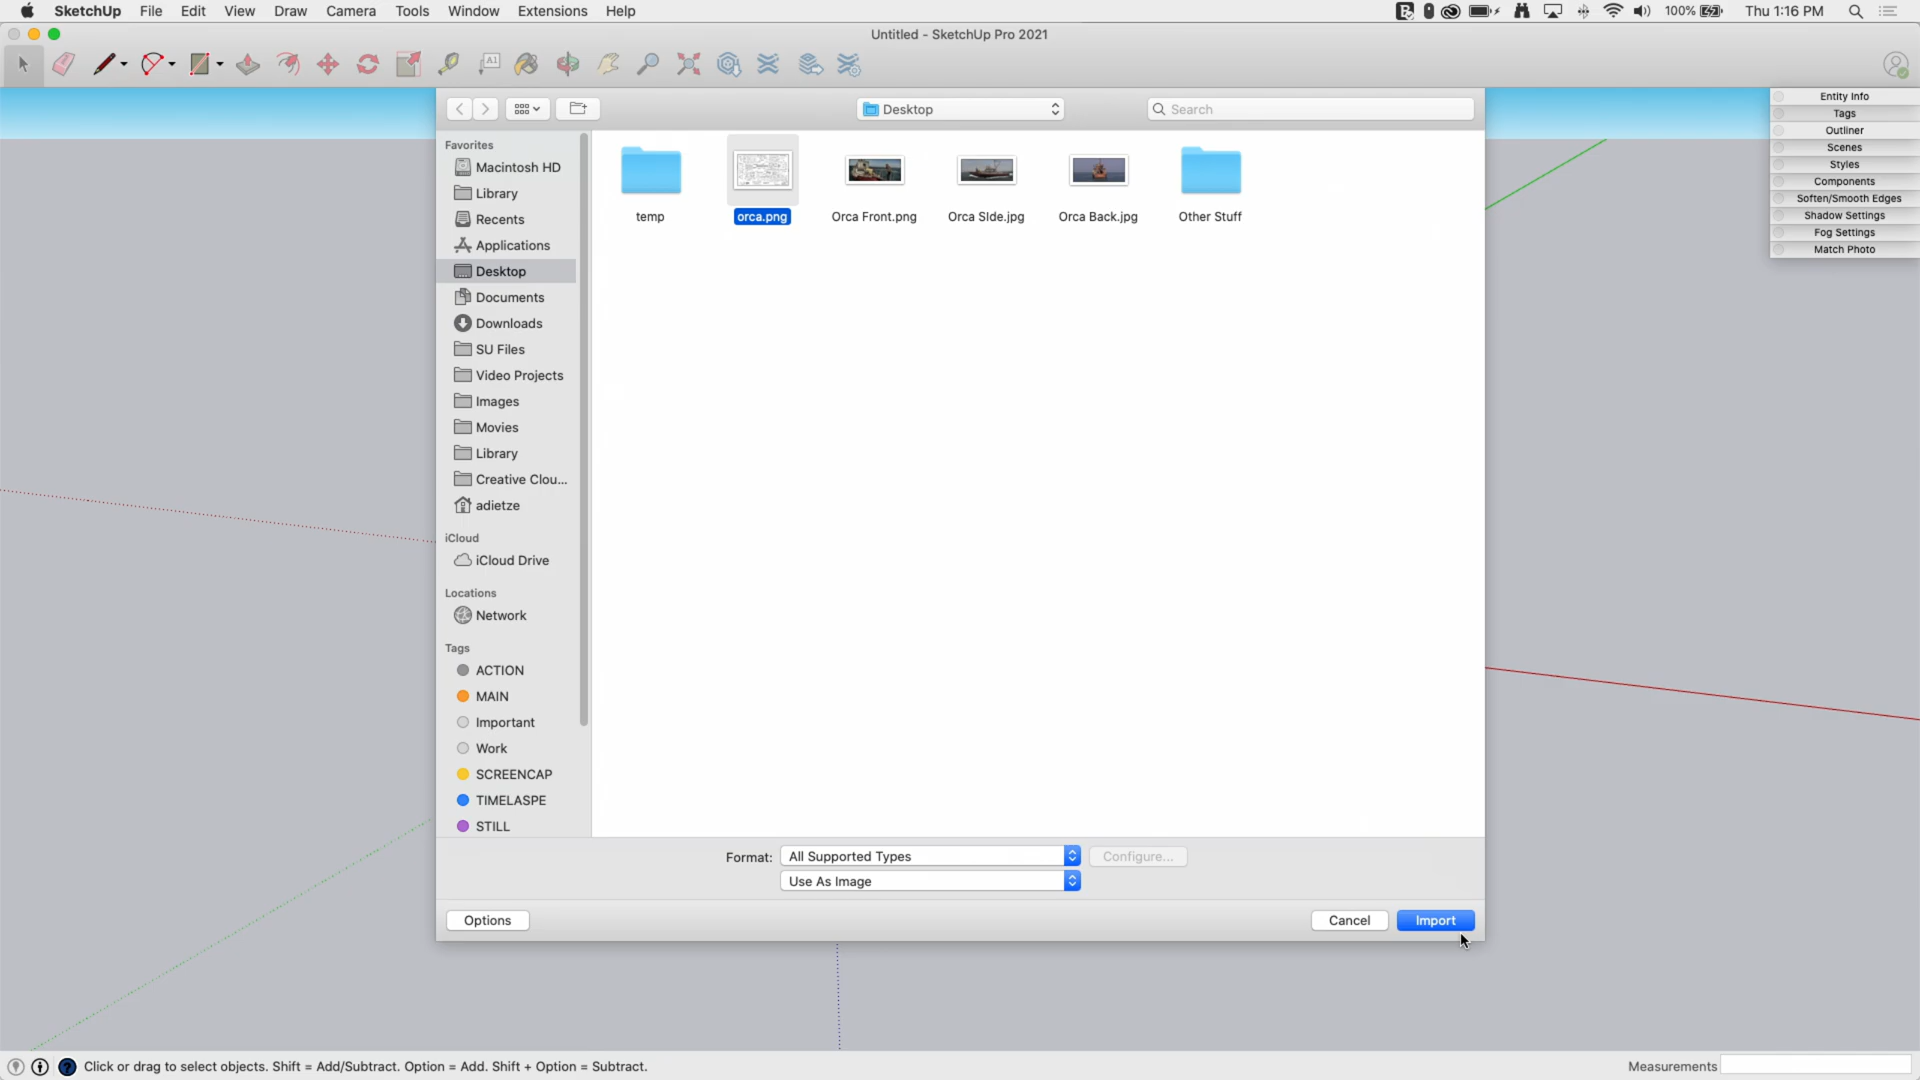 SketchUp File Edit View Draw Camera Tools Window Extensions Help 100% Thu 1:16 PM
Untitled - SketchUp Pro 2021
A1
Desktop
Search
Favorites
Macintosh HD
Library
Recents
Applications
Desktop
Documents
Downloads
SU Files
Video Projects
Images
Movies
Library
Creative Clou...
adietze
iCloud
iCloud Drive
Locations
Network
Tags
ACTION
MAIN
Important
Work
SCREENCAP
TIMELASPE
STILL
temp
orca.png
Orca Front.png
Orca SIde.jpg
Orca Back.jpg
Other Stuff
Entity Info
Tags
Outliner
Scenes
Styles
Components
Soften/Smooth Edges
Shadow Settings
Fog Settings
Match Photo
Format: All Supported Types Configure...
Use As Image
Options Cancel Import
Click or drag to select objects. Shift = Add/Subtract. Option = Add. Shift + Option = Subtract. Measurements